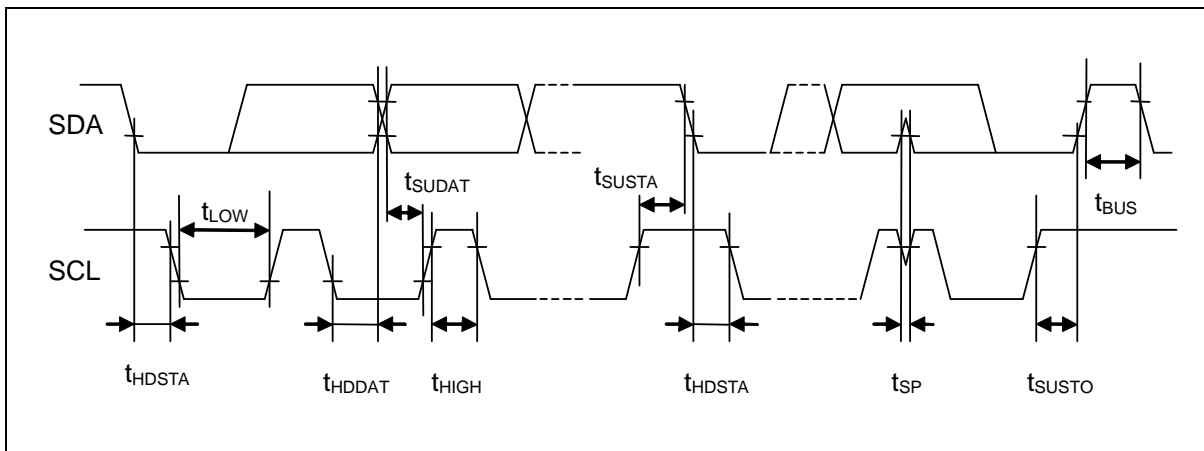 SDA
tSUDAT
tSUSTA
tLOW
tBUS
SCL
tHDSTA
tHDDAT
tHIGH
tHDSTA
tSP
tSUSTO